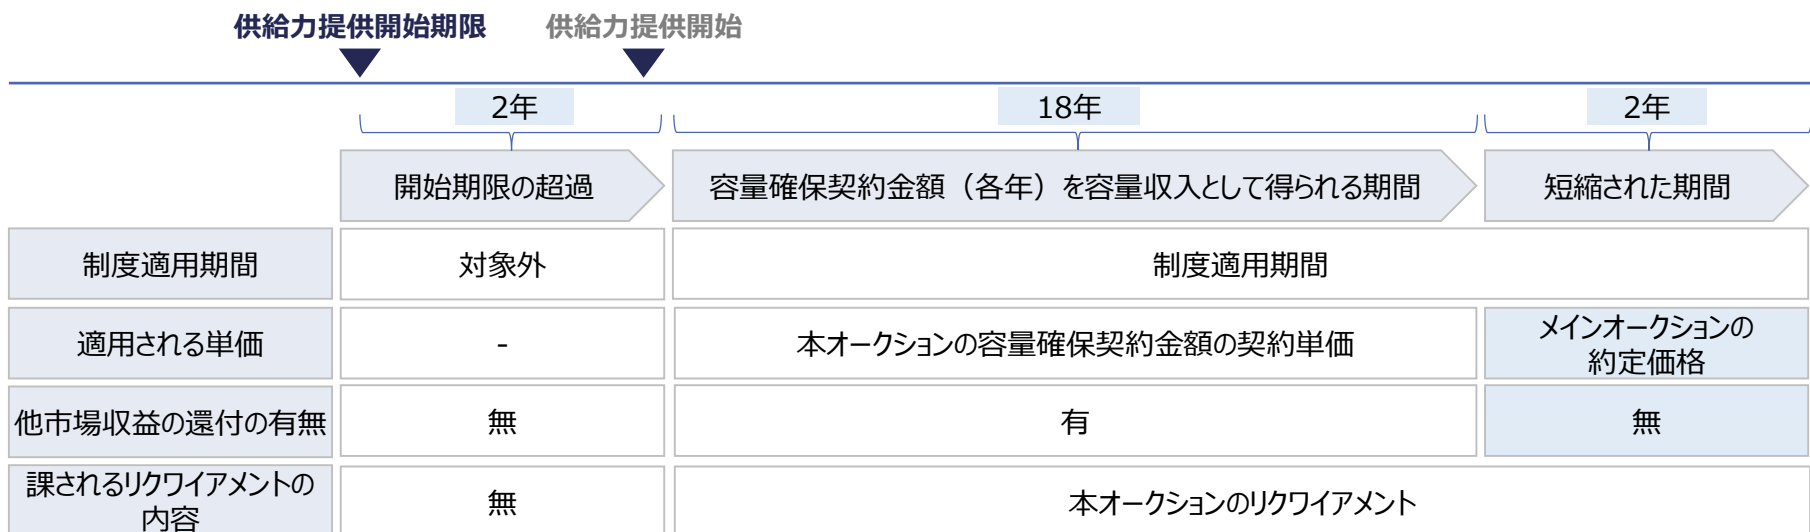 供給力提供開始期限 供給力提供開始
2年 18年 2年
開始期限の超過 容量確保契約金額（各年）を容量収入として得られる期間 短縮された期間
制度適用期間 対象外 制度適用期間
適用される単価 - 本オークションの容量確保契約金額の契約単価 メインオークションの
約定価格
他市場収益の還付の有無 無 有 無
課されるリクワイアメントの
内容 無 本オークションのリクワイアメント